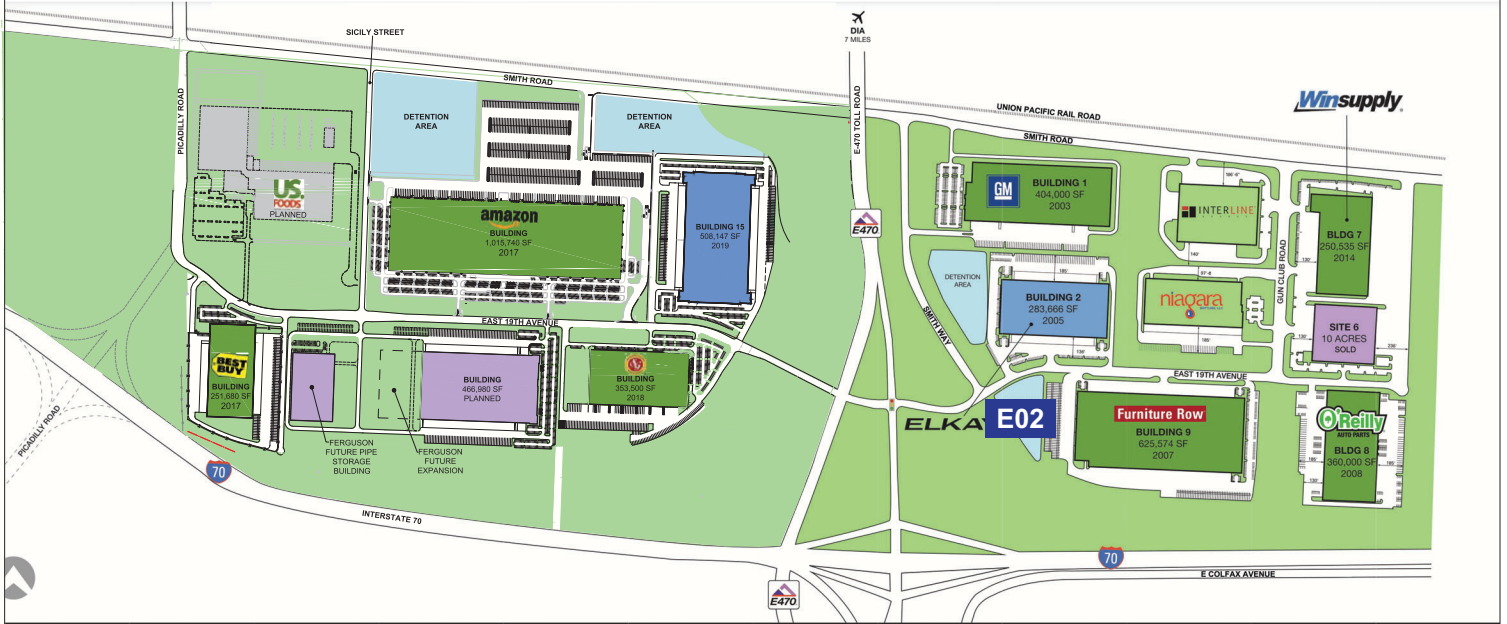 SICILY STREET
DIA
7 MILES
SMITH ROAD
UNION PACIFIC RAIL ROAD
SMITH ROAD
Winsupply
PICADILLY ROAD
DETENTION
AREA
DETENTION
AREA
E-470 TOLL ROAD
US.
FOODS
PLANNED
amazon
BUILDING
1,015,740 SF
2017
BUILDING 15
508,147 SF
2019
E470
GM
BUILDING 1
404,000 SF
2003
INTERLINE
BLDG 7
250,535 SF
2014
GUN CLUB ROAD
DETENTION
AREA
SMITH WAY
BUILDING 2
283,666 SF
2005
niagara
SITE 6
10 ACRES
SOLD
EAST 19TH AVENUE
EAST 19TH AVENUE
BEST
BUY
BUILDING
251,680 SF
2017
BUILDING
466,980 SF
PLANNED
BUILDING
353,500 SF
2018
FERGUSON
FUTURE PIPE
STORAGE
BUILDING
FERGUSON
FUTURE
EXPANSION
ELKA
E02
Furniture Row
BUILDING 9
625,574 SF
2007
O'Reilly
AUTO PARTS
BLDG 8
360,000 SF
2008
PICADILLY ROAD
70
INTERSTATE 70
70
E COLFAX AVENUE
E470